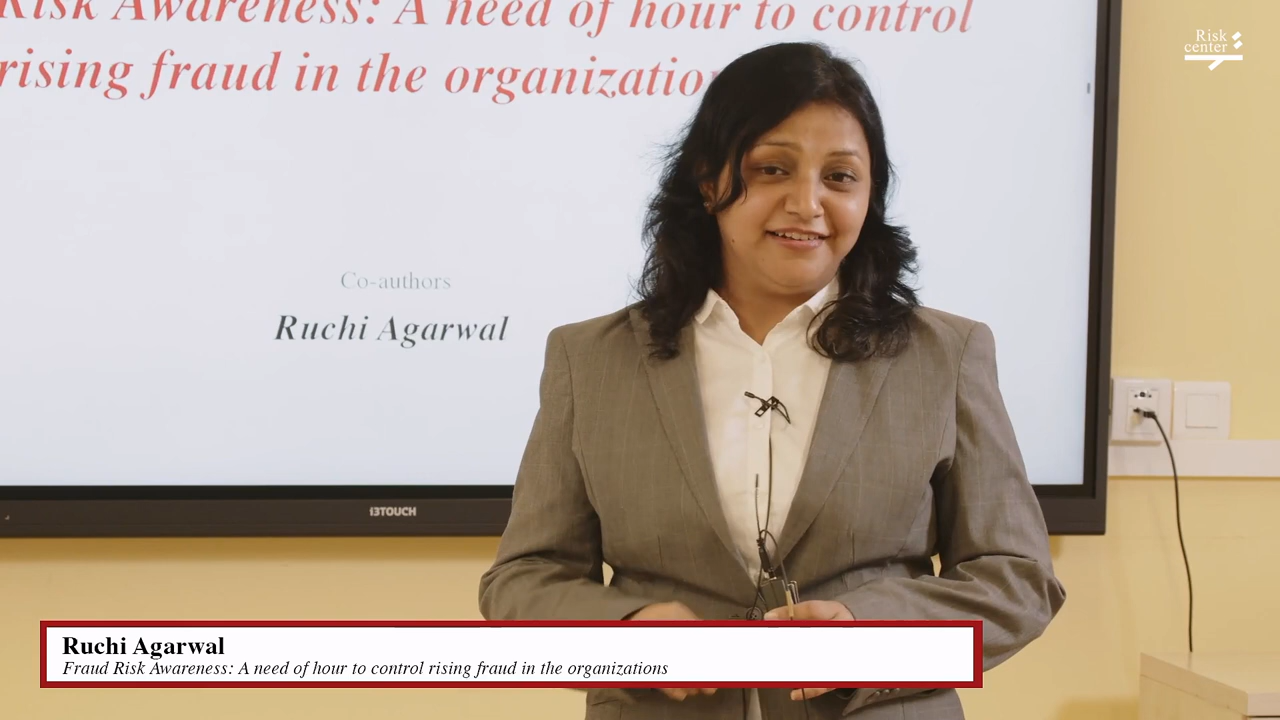 Risk Awareness: A need of hour to control
rising fraud in the organizatio
Co-authors
Ruchi Agarwal
i3TOUCH
Risk
center
Ruchi Agarwal
Fraud Risk Awareness: A need of hour to control rising fraud in the organizations